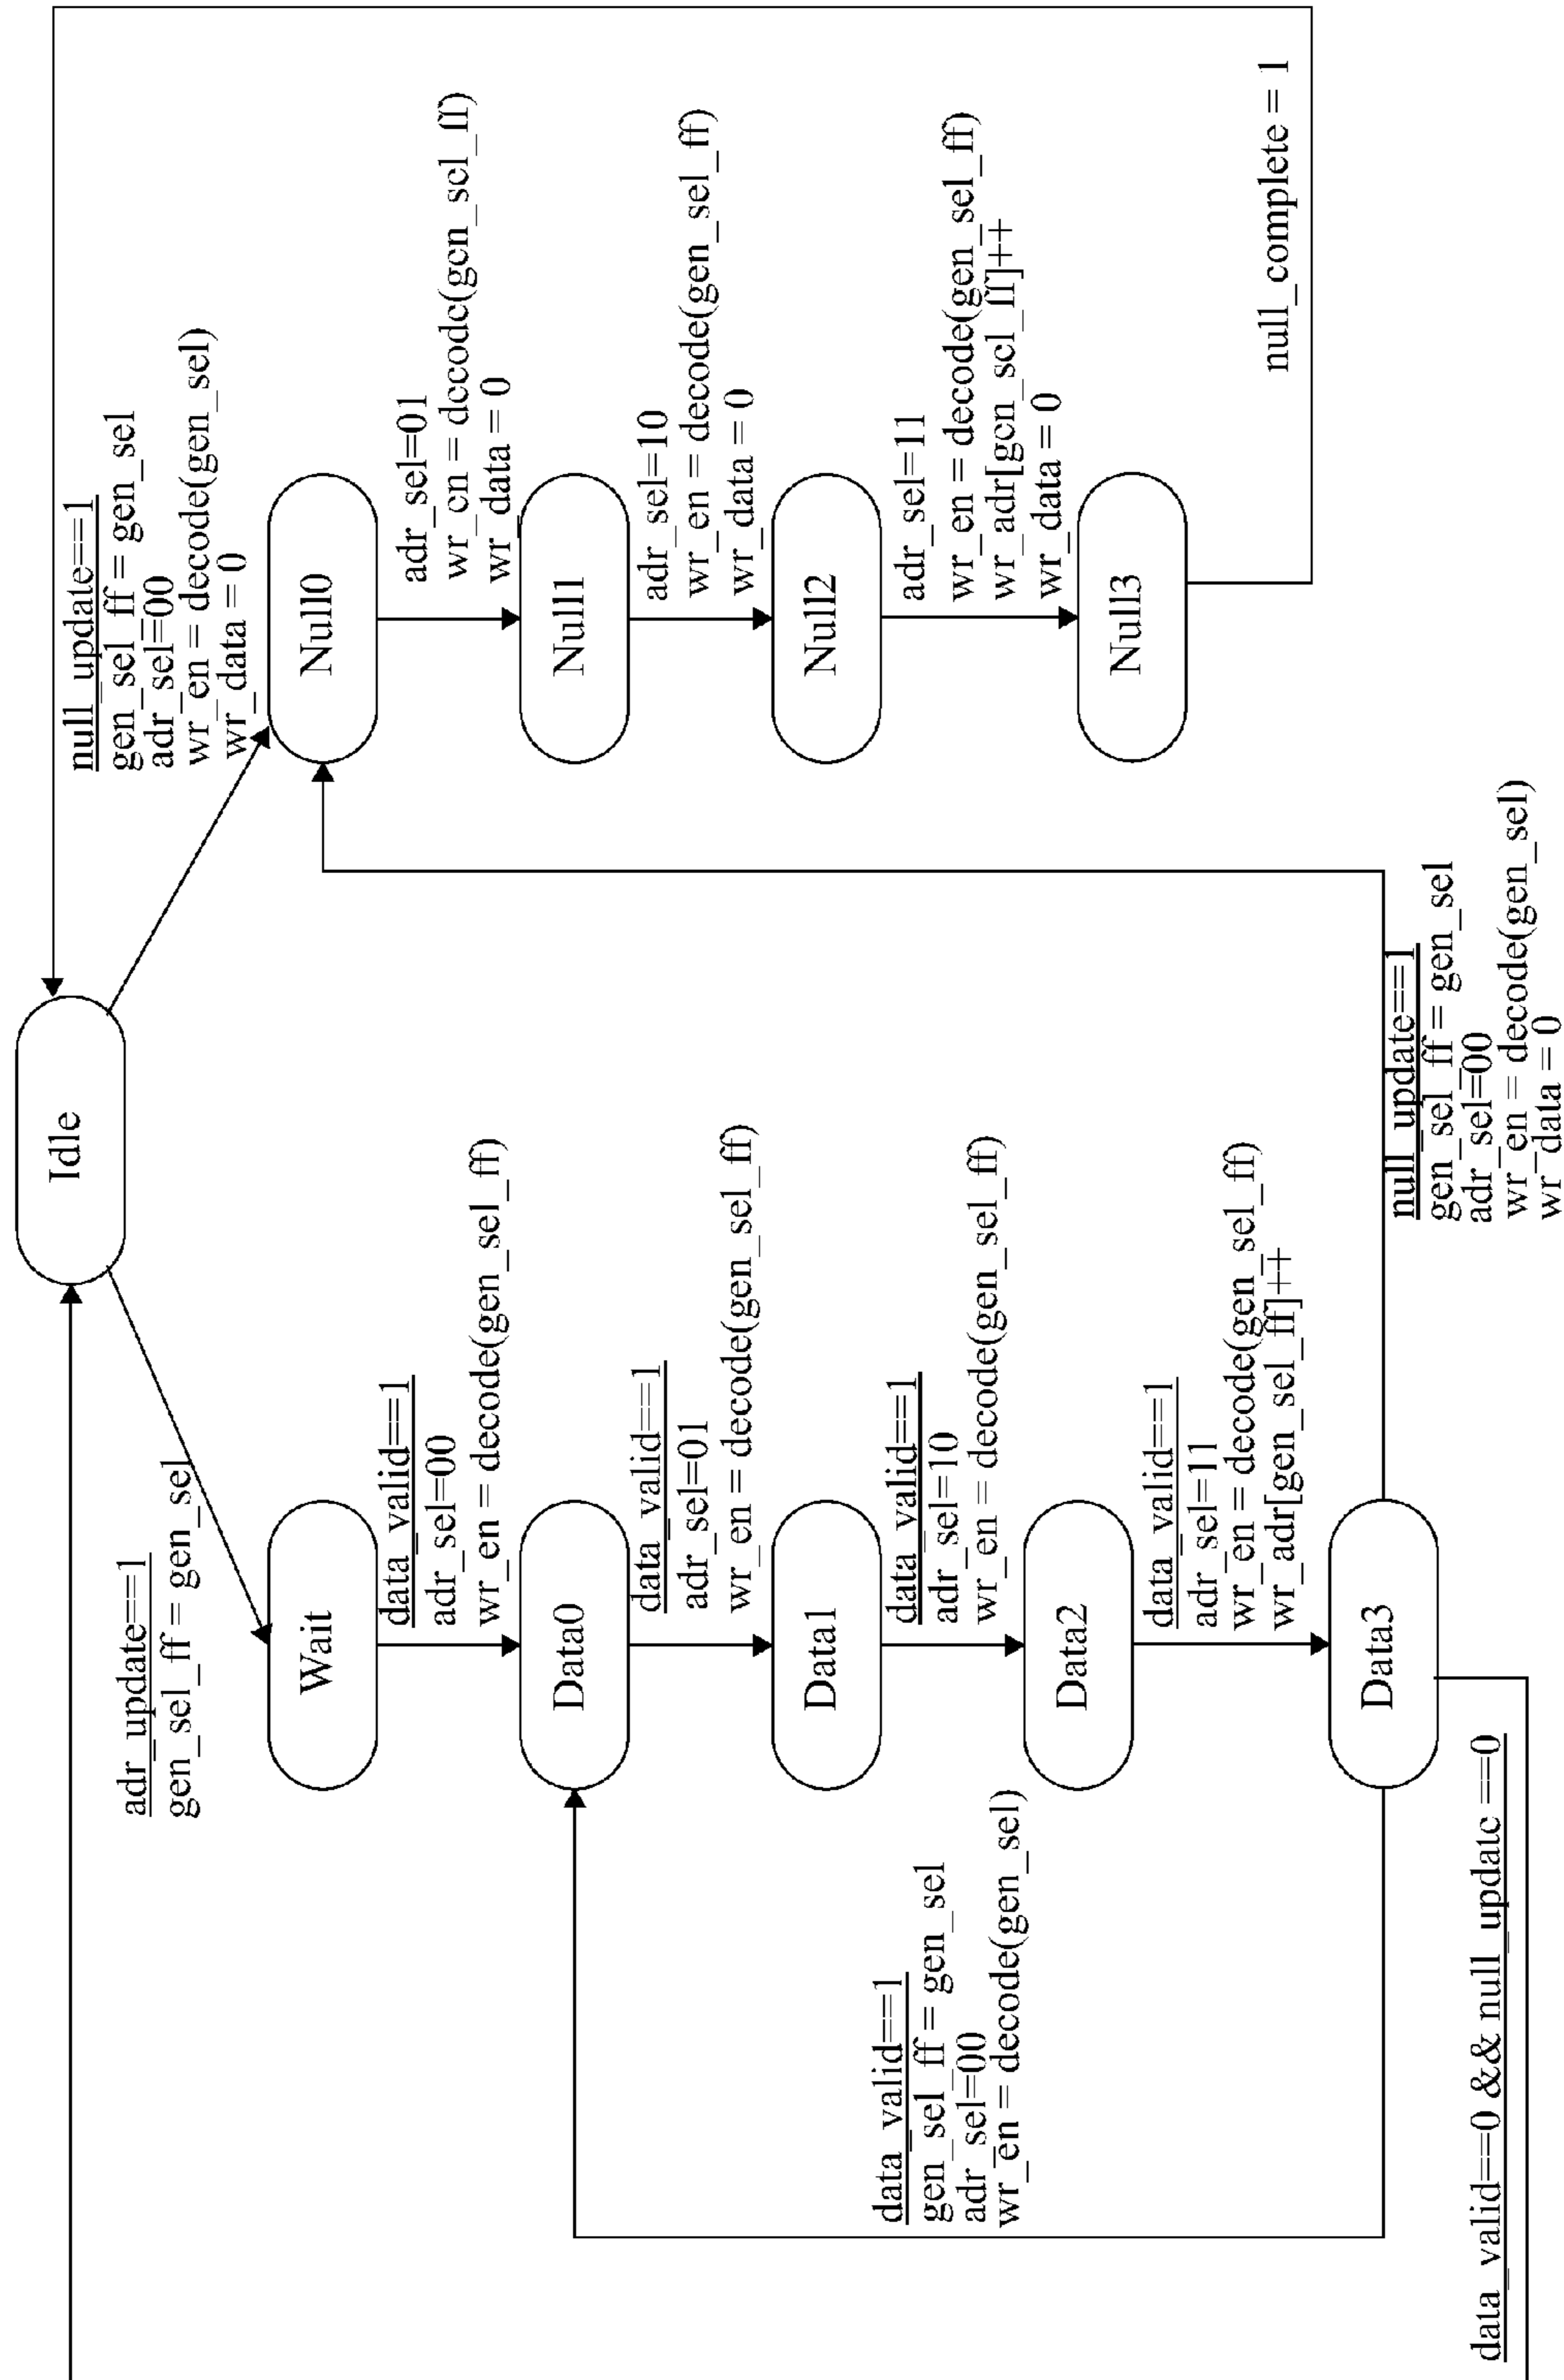 Idle
adr_update==1
gen_sel_ff = gen_sel
null_update==1
gen_sel_ff = gen_sel
adr_sel=00
wr_en = decode(gen_sel)
wr_data = 0
Wait
data_valid==1
adr_sel=00
wr_en = decode(gen_sel_ff)
Data0
data_valid==1
adr_sel=01
wr_en = decode(gen_sel_ff)
Data1
data_valid==1
adr_sel=10
wr_en = decode(gen_sel_ff)
Data2
data_valid==1
adr_sel=11
wr_en = decode(gen_sel_ff)
wr_adr[gen_sel_ff]++
Data3
data_valid==1
gen_sel_ff = gen_sel
adr_sel=00
wr_en = decode(gen_sel)
data_valid==0 && null_update ==0
Null0
adr_sel=01
wr_en = decode(gen_sel_ff)
wr_data = 0
Null1
adr_sel=10
wr_en = decode(gen_sel_ff)
wr_data = 0
Null2
adr_sel=11
wr_en = decode(gen_sel_ff)
wr_adr[gen_sel_ff]++
wr_data = 0
Null3
null_complete = 1
null_update==1
gen_sel_ff = gen_sel
adr_sel=00
wr_en = decode(gen_sel)
wr_data = 0